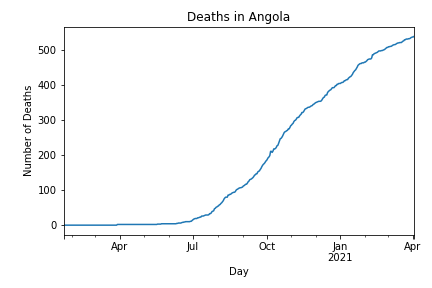 Deaths in Angola
Number of Deaths
500
400
300
200
100
0
Apr
Jul
Oct
Jan
2021
Apr
Day